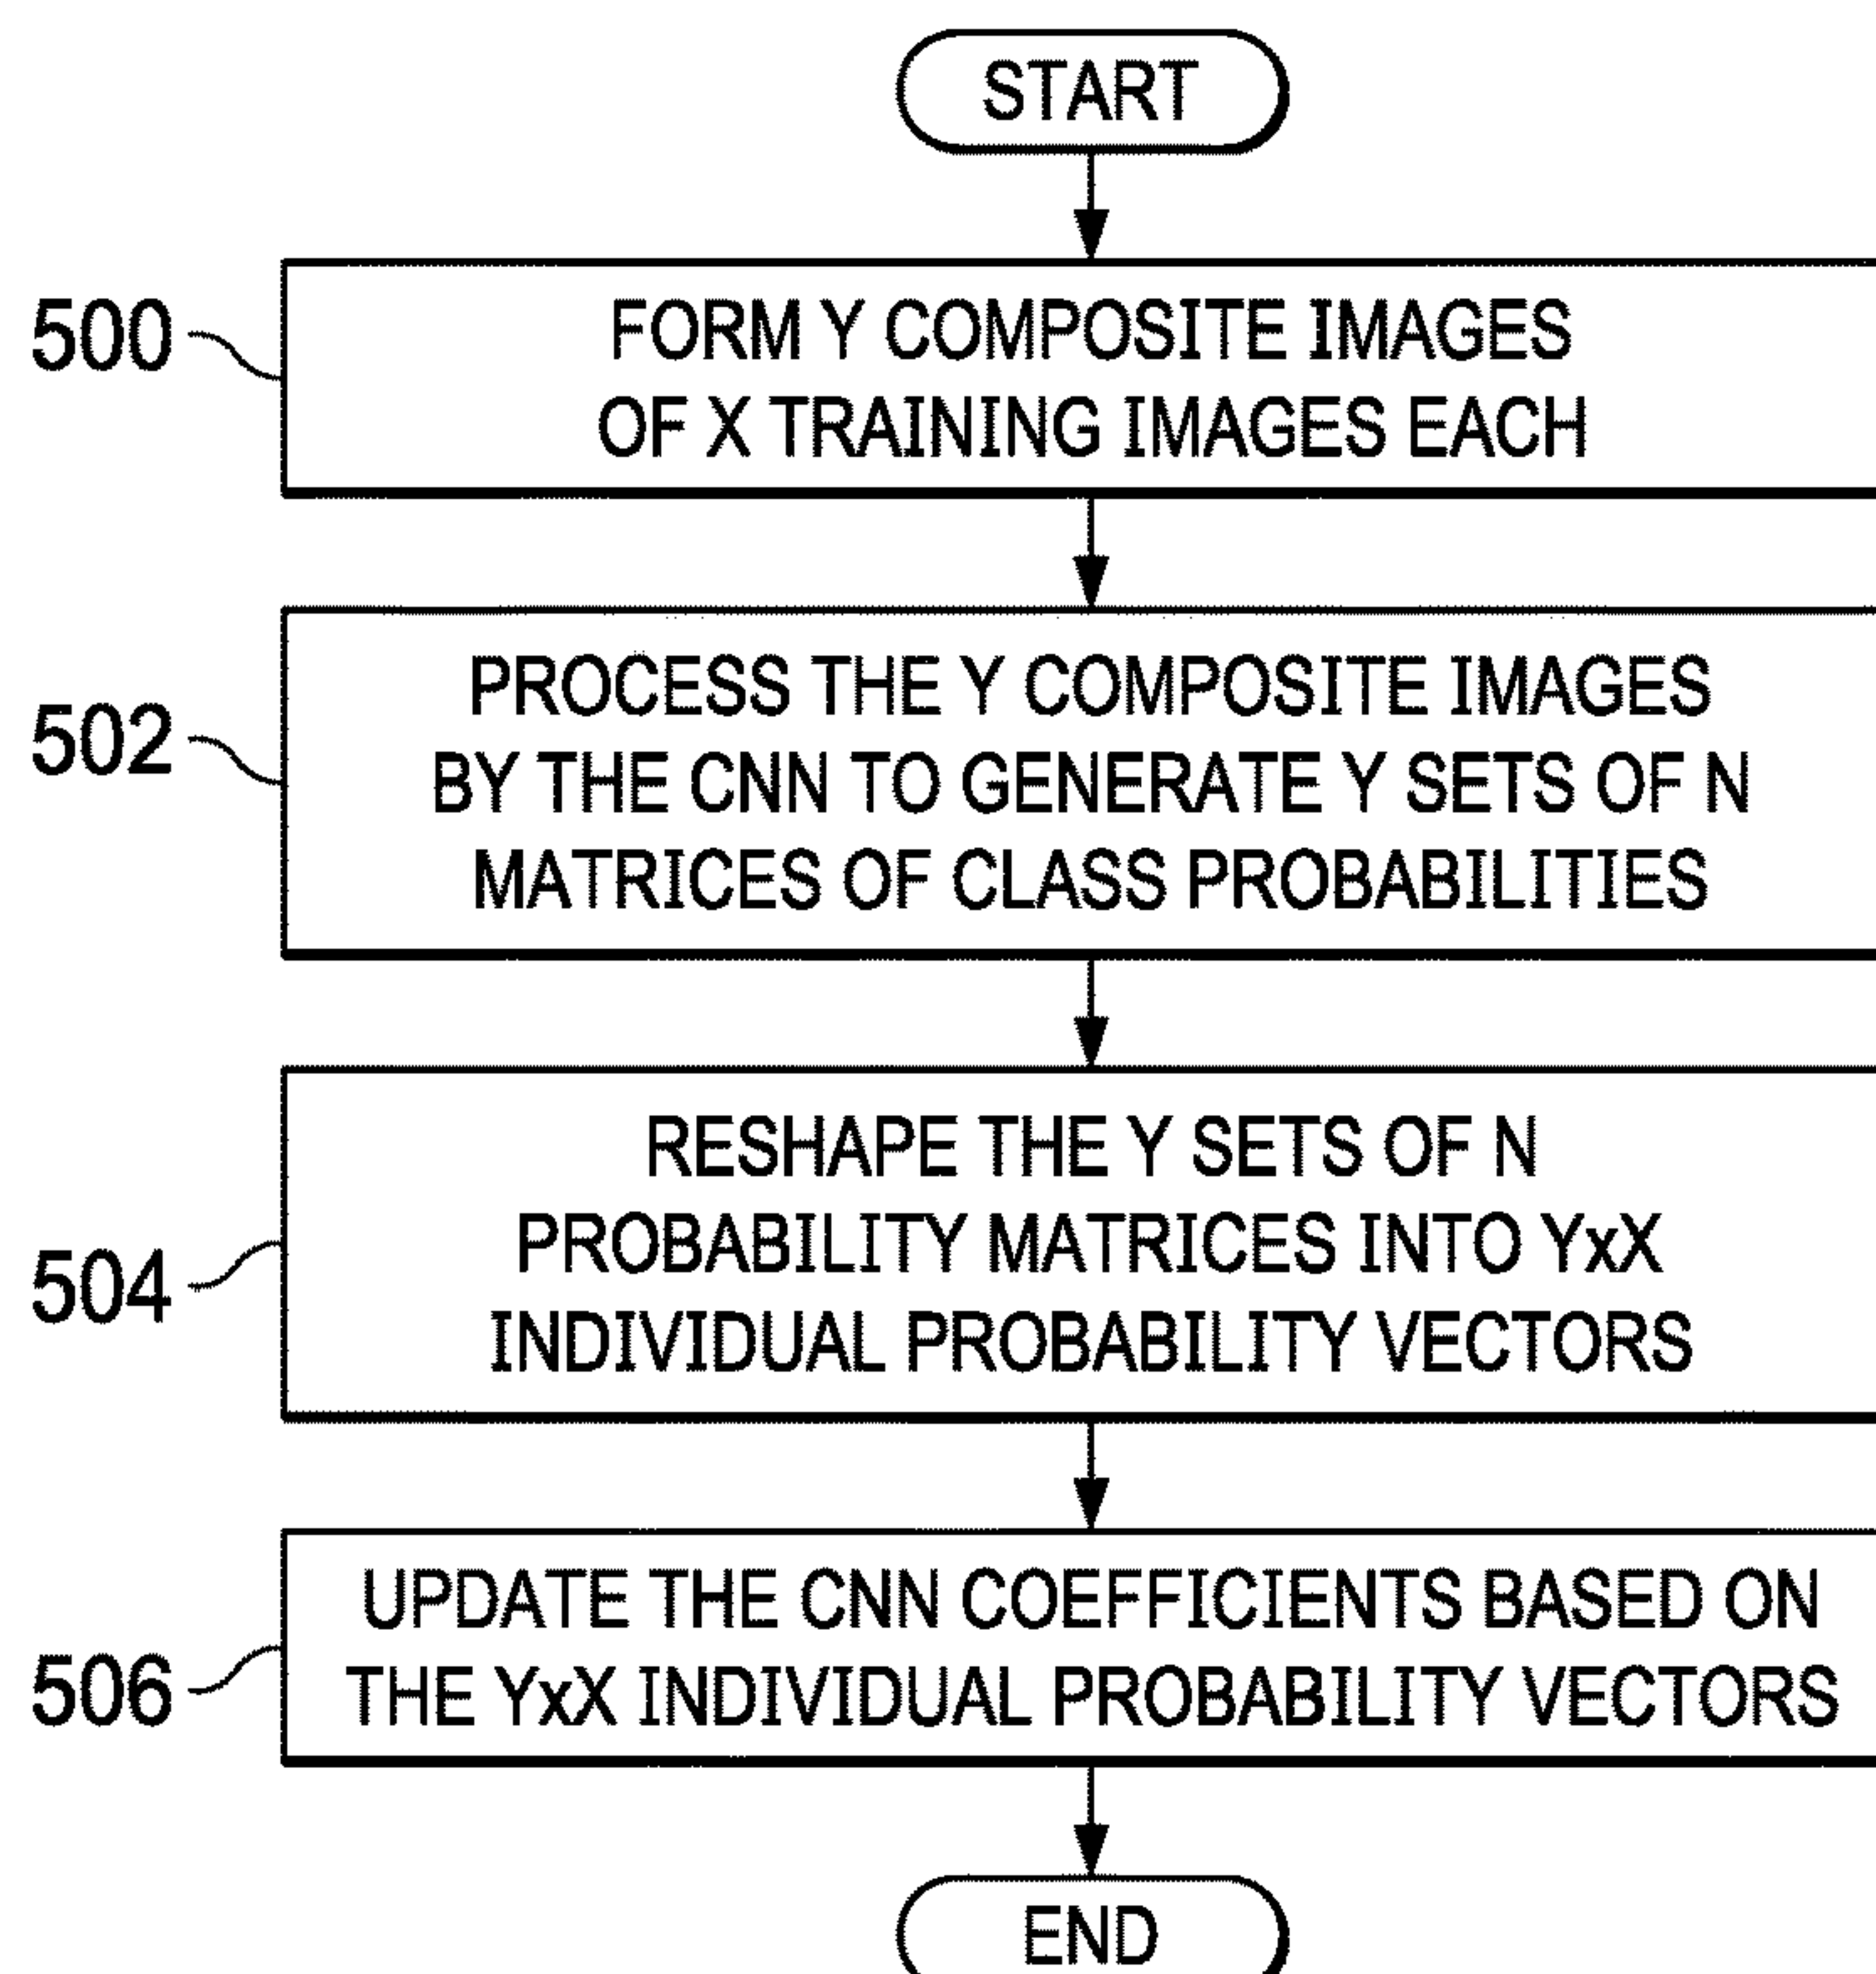 START
500
FORM Y COMPOSITE IMAGES
OF X TRAINING IMAGES EACH
502
PROCESS THE Y COMPOSITE IMAGES
BY THE CNN TO GENERATE Y SETS OF N
MATRICES OF CLASS PROBABILITIES
504
RESHAPE THE Y SETS OF N
PROBABILITY MATRICES INTO YxX
INDIVIDUAL PROBABILITY VECTORS
506
UPDATE THE CNN COEFFICIENTS BASED ON
THE YxX INDIVIDUAL PROBABILITY VECTORS
END